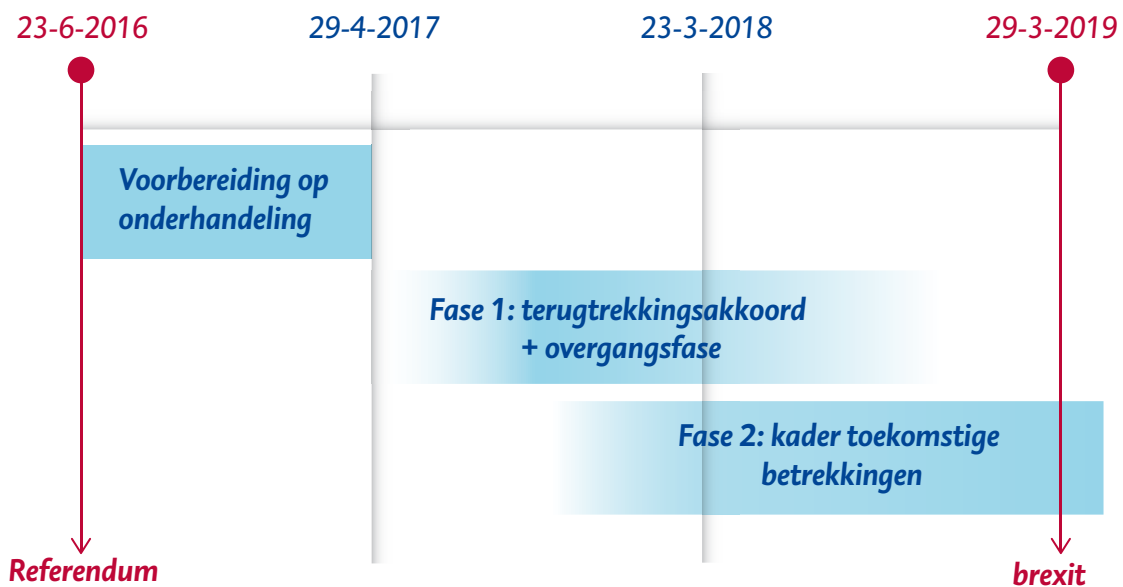 23-6-2016
29-4-2017
23-3-2018
29-3-2019
Voorbereiding op
onderhandeling
Fase 1: terugtrekkingsakkoord
+ overgangsfase
Fase 2: kader toekomstige
betrekkingen
Referendum
brexit